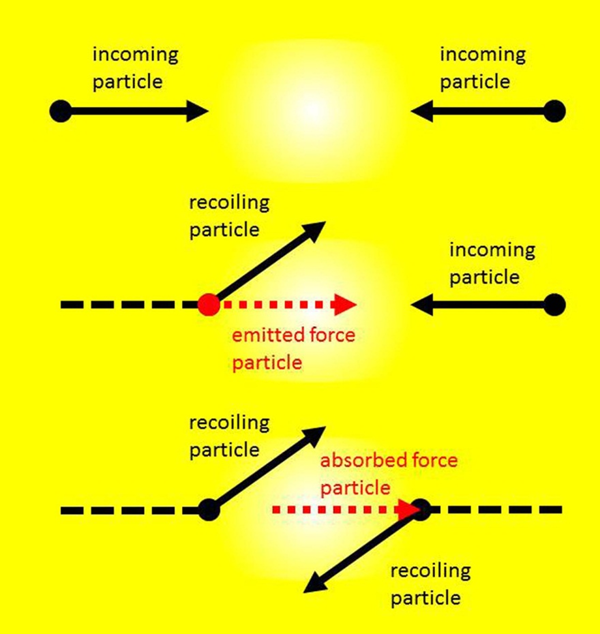 incoming
particle
incoming
particle
recoiling
particle
incoming
particle
emitted force
particle
recoiling
particle
absorbed force
particle
recoiling
particle